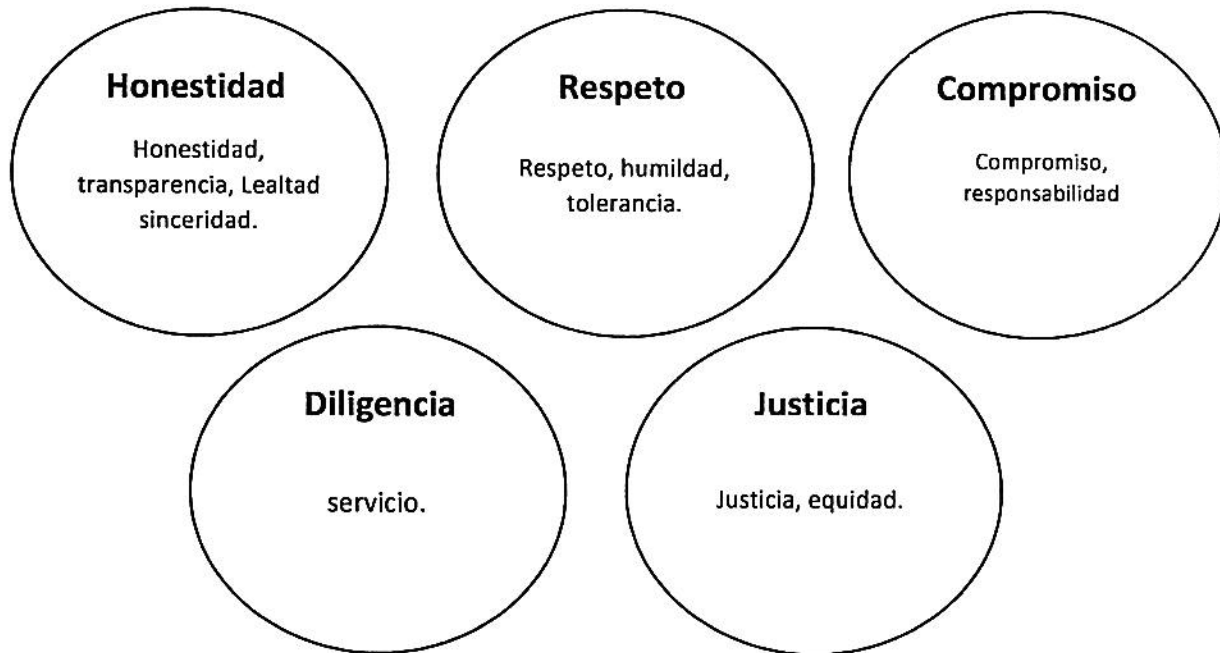 Honestidad
Honestidad,
transparencia, Lealtad
sinceridad.
Respeto
Respeto, humildad,
tolerancia.
Compromiso
Compromiso,
responsabilidad
Diligencia
servicio.
Justicia
Justicia, equidad.